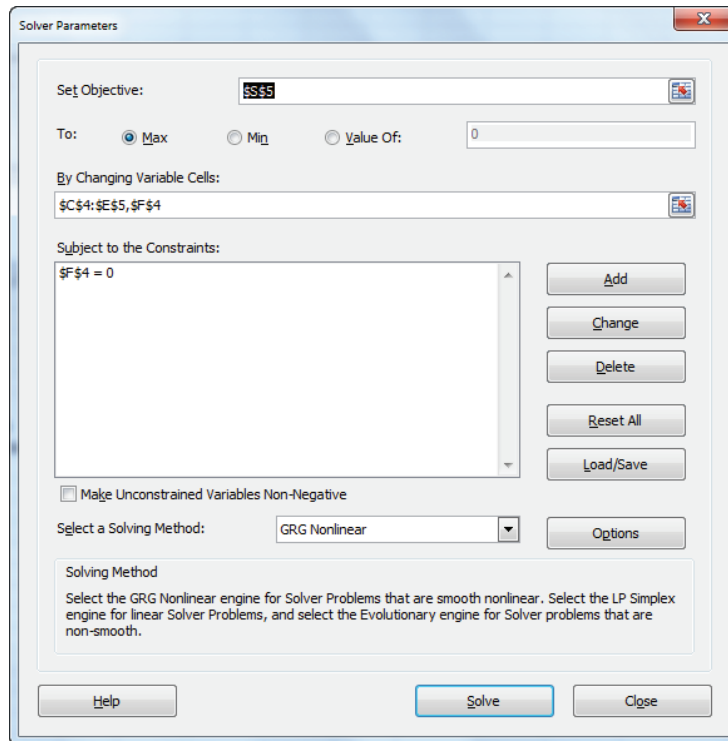 Solver Parameters
Set Objective:
$S$5
To:
Max
Min
Value Of:
0
By Changing Variable Cells:
$C$4:$E$5,$F$4
Subject to the Constraints:
$F$4 = 0
Add
Change
Delete
Reset All
Load/Save
Make Unconstrained Variables Non-Negative
Select a Solving Method:
GRG Nonlinear
Options
Solving Method
Select the GRG Nonlinear engine for Solver Problems that are smooth nonlinear. Select the LP Simplex
engine for linear Solver Problems, and select the Evolutionary engine for Solver problems that are
non-smooth.
Help
Solve
Close